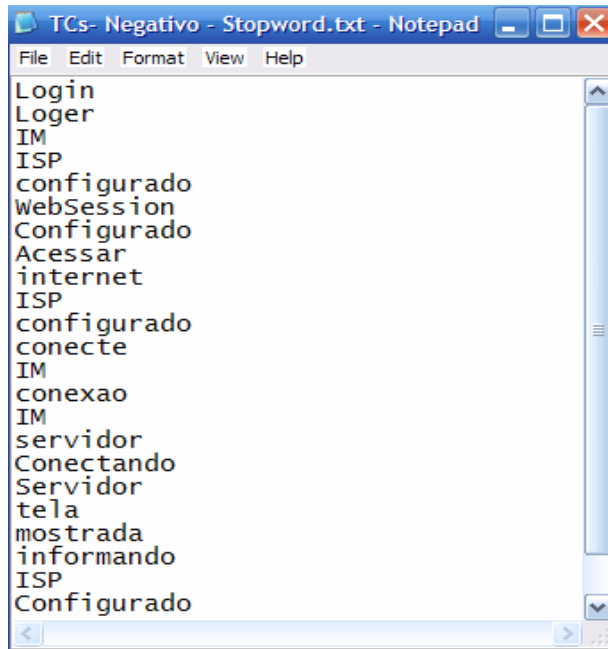 TCs- Negativo - Stopword.txt - Notepad
File Edit Format View Help
Login
Loger
IM
ISP
configurado
WebSession
Configurado
Acessar
internet
ISP
configurado
conecte
IM
conexao
IM
servidor
Conectando
Servidor
tela
mostrada
informando
ISP
Configurado